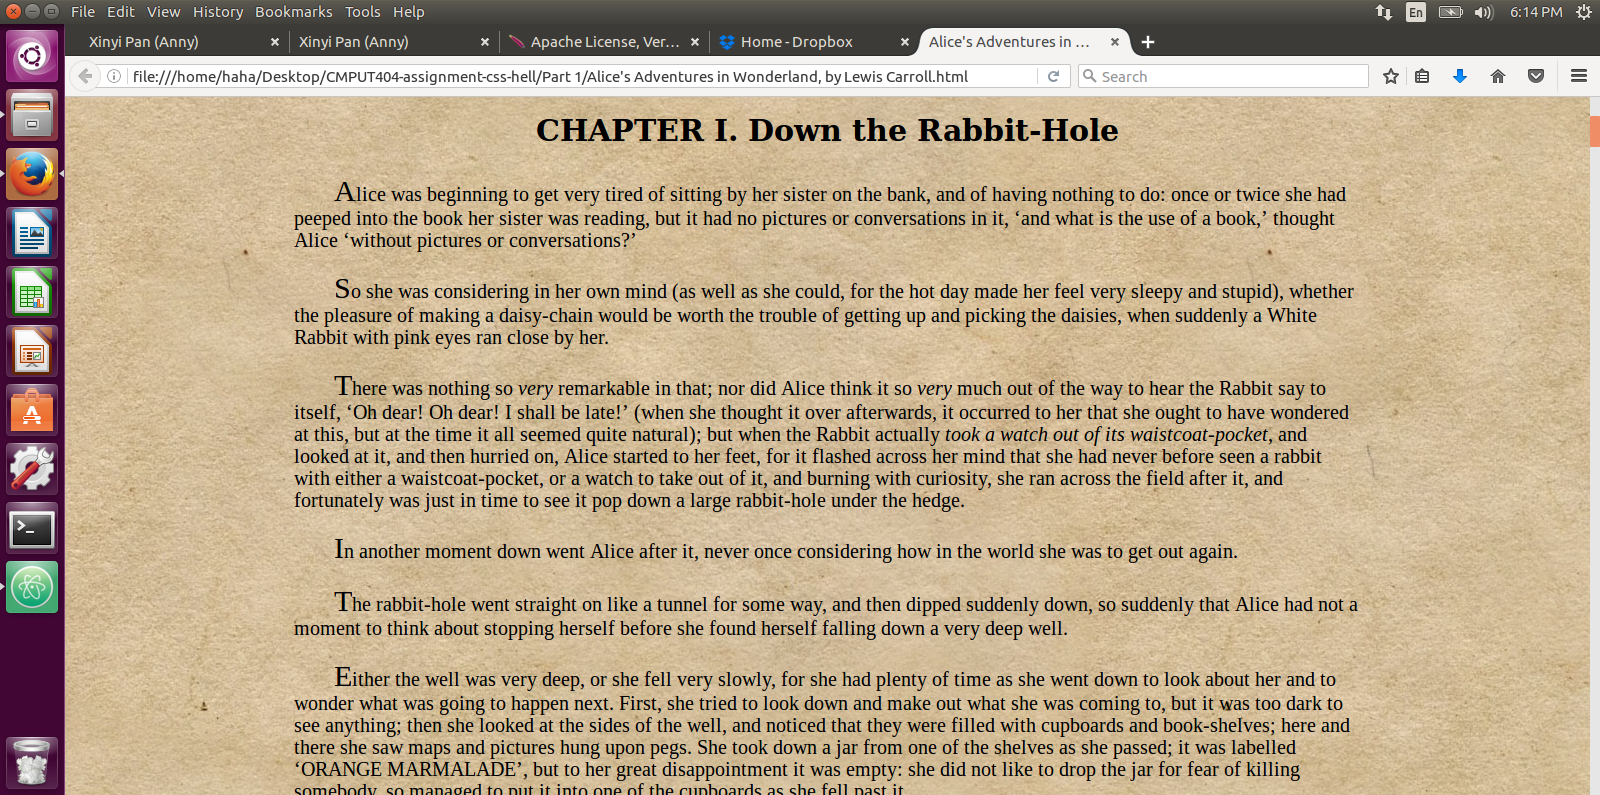 File Edit View History Bookmarks Tools Help
En
6:14 PM
Xinyi Pan (Anny)
Xinyi Pan (Anny)
Apache License, Ver...
Home - Dropbox
Alice's Adventures in ...
file:///home/haha/Desktop/CMPUT404-assignment-css-hell/Part 1/Alice's Adventures in Wonderland, by Lewis Carroll.html
Search
CHAPTER I. Down the Rabbit-Hole
Alice was beginning to get very tired of sitting by her sister on the bank, and of having nothing to do: once or twice she had
peeped into the book her sister was reading, but it had no pictures or conversations in it, ‘and what is the use of a book,’ thought
Alice ‘without pictures or conversations?’
So she was considering in her own mind (as well as she could, for the hot day made her feel very sleepy and stupid), whether
the pleasure of making a daisy-chain would be worth the trouble of getting up and picking the daisies, when suddenly a White
Rabbit with pink eyes ran close by her.
There was nothing so very remarkable in that; nor did Alice think it so very much out of the way to hear the Rabbit say to
itself, ‘Oh dear! Oh dear! I shall be late!’ (when she thought it over afterwards, it occurred to her that she ought to have wondered
at this, but at the time it all seemed quite natural); but when the Rabbit actually took a watch out of its waistcoat-pocket, and
looked at it, and then hurried on, Alice started to her feet, for it flashed across her mind that she had never before seen a rabbit
with either a waistcoat-pocket, or a watch to take out of it, and burning with curiosity, she ran across the field after it, and
fortunately was just in time to see it pop down a large rabbit-hole under the hedge.
In another moment down went Alice after it, never once considering how in the world she was to get out again.
The rabbit-hole went straight on like a tunnel for some way, and then dipped suddenly down, so suddenly that Alice had not a
moment to think about stopping herself before she found herself falling down a very deep well.
Either the well was very deep, or she fell very slowly, for she had plenty of time as she went down to look about her and to
wonder what was going to happen next. First, she tried to look down and make out what she was coming to, but it was too dark to
see anything; then she looked at the sides of the well, and noticed that they were filled with cupboards and book-shelves; here and
there she saw maps and pictures hung upon pegs. She took down a jar from one of the shelves as she passed; it was labelled
‘ORANGE MARMALADE’, but to her great disappointment it was empty: she did not like to drop the jar for fear of killing
somebody, so managed to put it into one of the cupboards as she fell past it.